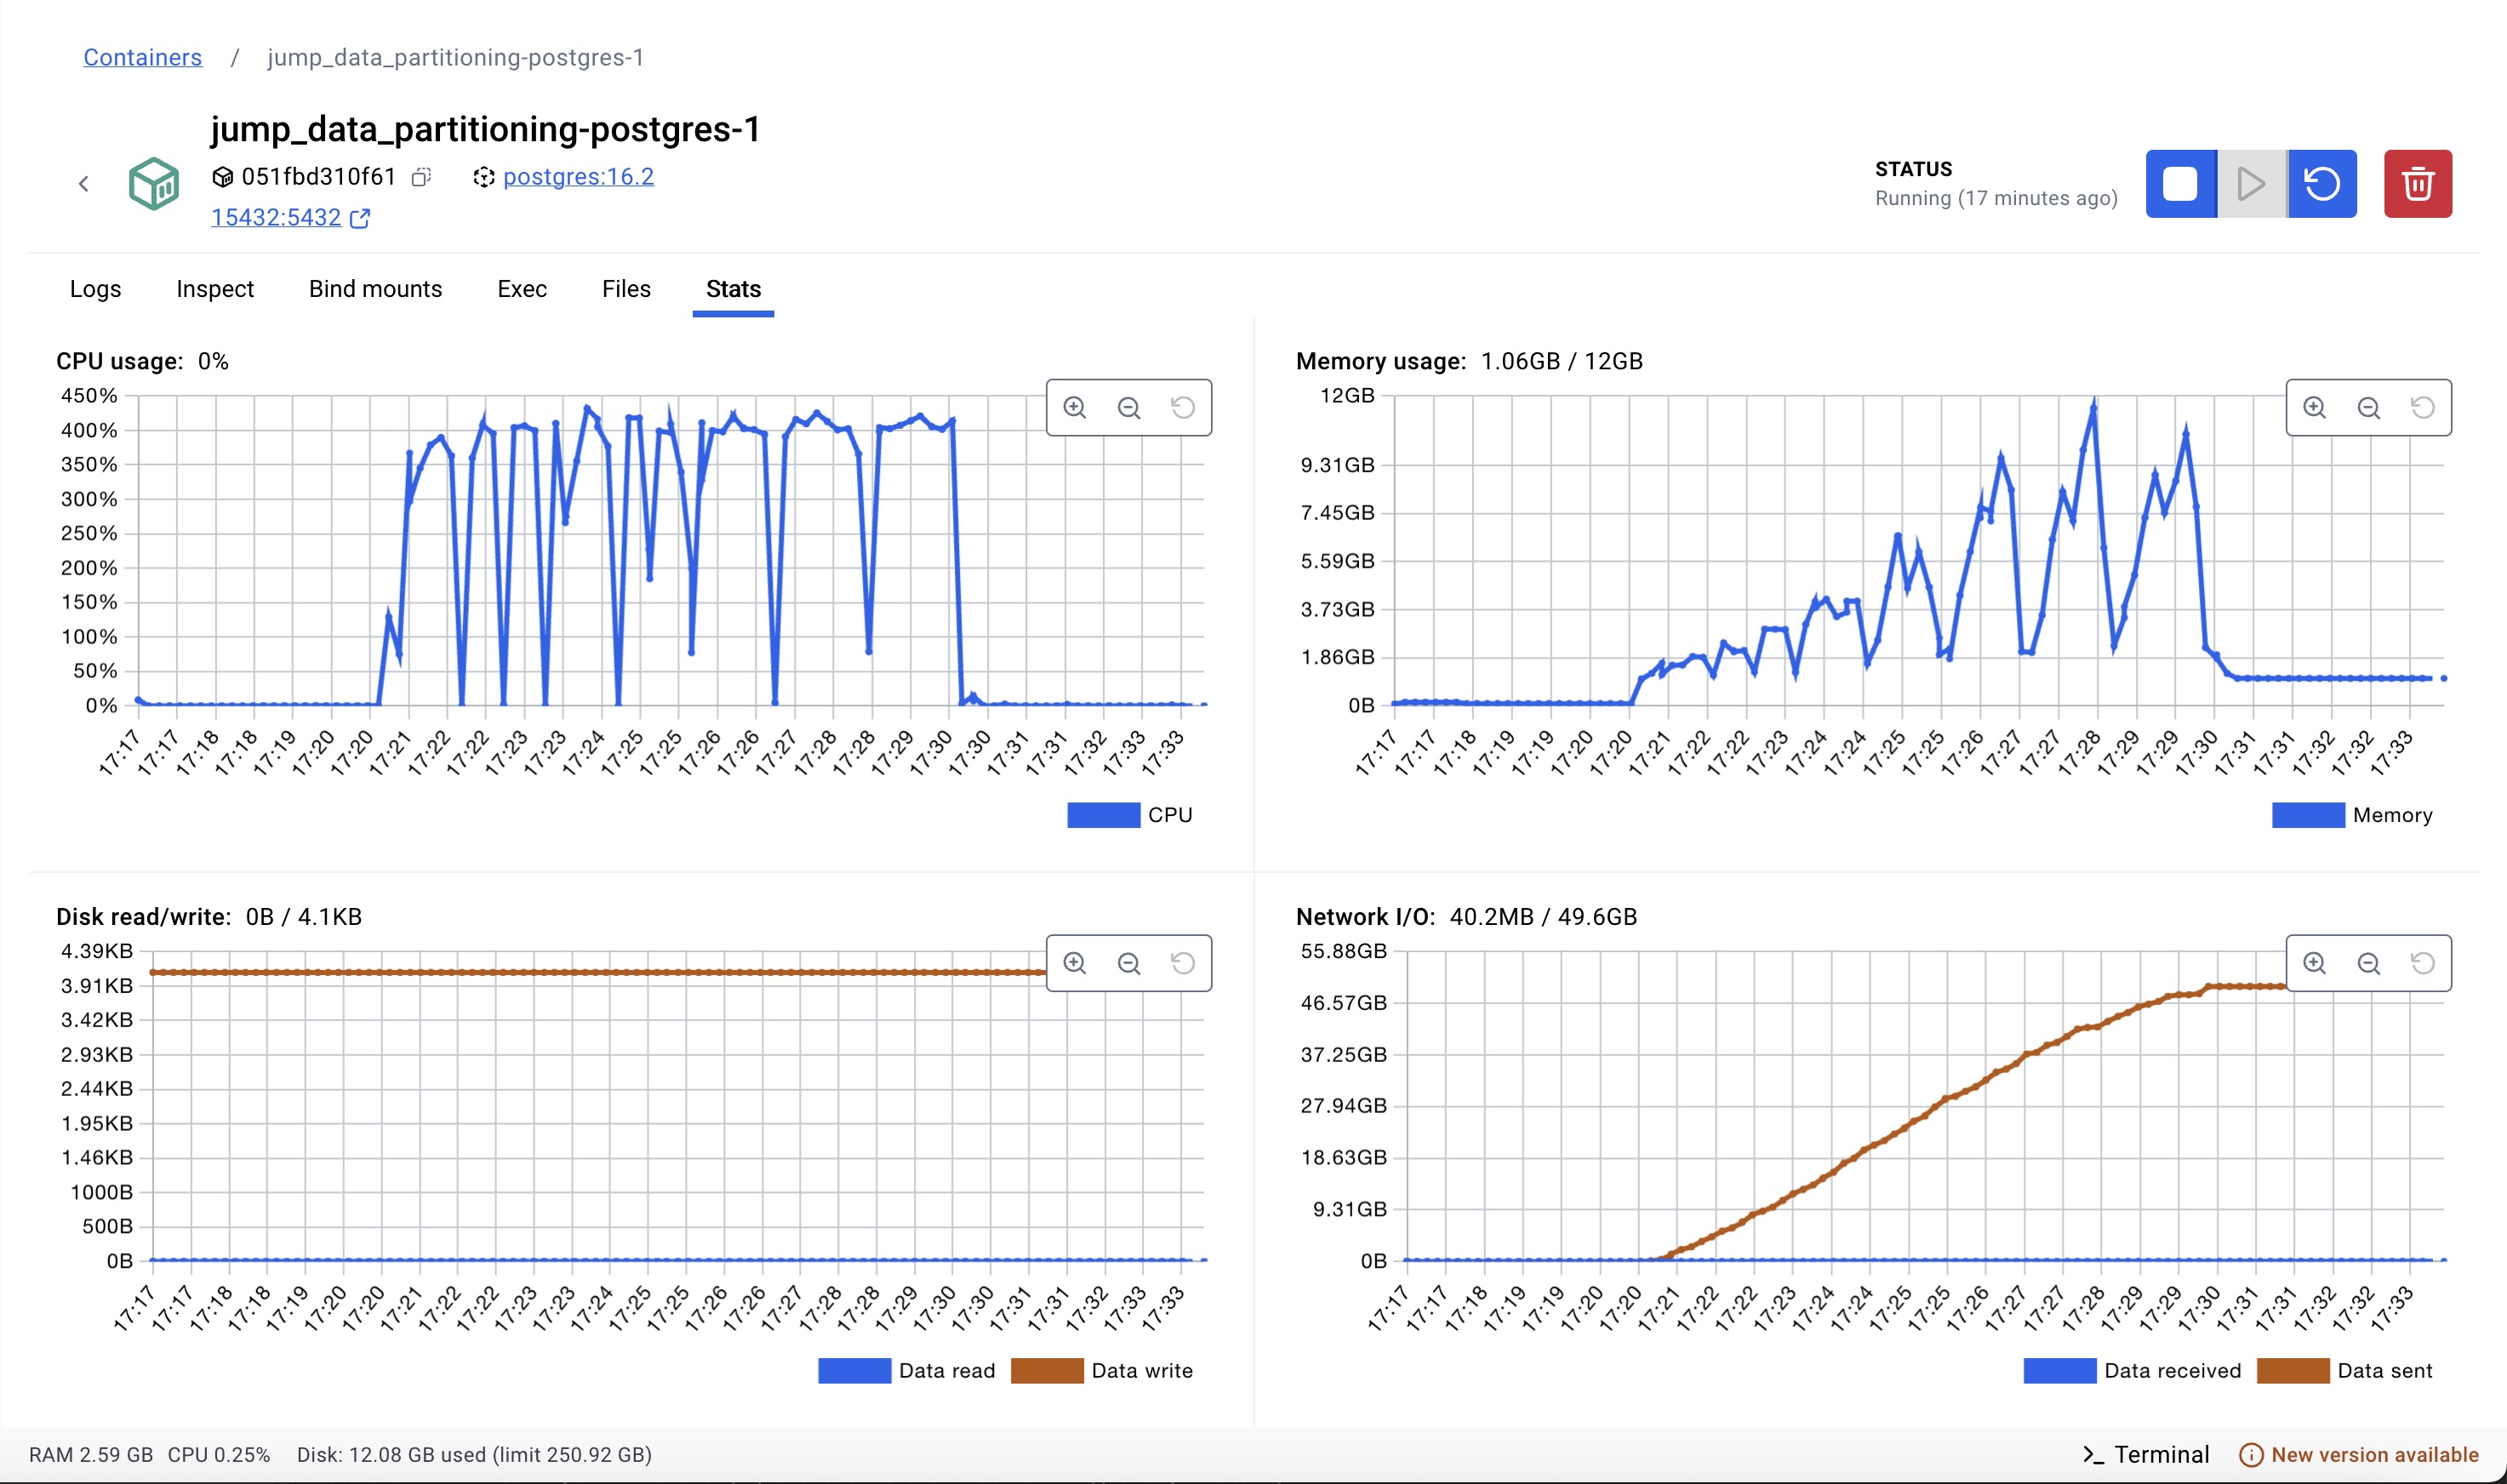 Containers / jump_data_partitioning-postgres-1
jump_data_partitioning-postgres-1
051fbd310f61 postgres:16.2
15432:5432
STATUS
Running (17 minutes ago)
Logs Inspect Bind mounts Exec Files Stats
CPU usage: 0%
450%
400%
350%
300%
250%
200%
150%
100%
50%
0%
17:17 17:17 17:18 17:18 17:19 17:20 17:20 17:21 17:22 17:22 17:23 17:23 17:24 17:25 17:25 17:26 17:26 17:27 17:28 17:28 17:29 17:30 17:30 17:31 17:31 17:32 17:33 17:33
CPU
Memory usage: 1.06GB / 12GB
12GB
9.31GB
7.45GB
5.59GB
3.73GB
1.86GB
0B
17:17 17:17 17:18 17:19 17:19 17:20 17:20 17:21 17:22 17:22 17:23 17:24 17:24 17:25 17:25 17:26 17:27 17:27 17:28 17:29 17:29 17:30 17:31 17:31 17:32 17:32 17:33
Memory
Disk read/write: 0B / 4.1KB
4.39KB
3.91KB
3.42KB
2.93KB
2.44KB
1.95KB
1.46KB
1000B
500B
0B
17:17 17:17 17:18 17:18 17:19 17:20 17:20 17:21 17:22 17:22 17:23 17:23 17:24 17:25 17:25 17:26 17:26 17:27 17:28 17:28 17:29 17:30 17:30 17:31 17:31 17:32 17:33 17:33
Data read Data write
Network I/O: 40.2MB / 49.6GB
55.88GB
46.57GB
37.25GB
27.94GB
18.63GB
9.31GB
0B
17:17 17:17 17:18 17:19 17:19 17:20 17:20 17:21 17:22 17:22 17:23 17:24 17:24 17:25 17:25 17:26 17:27 17:27 17:28 17:29 17:29 17:30 17:31 17:31 17:32 17:32 17:33
Data received Data sent
RAM 2.59 GB CPU 0.25% Disk: 12.08 GB used (limit 250.92 GB) >_ Terminal New version available